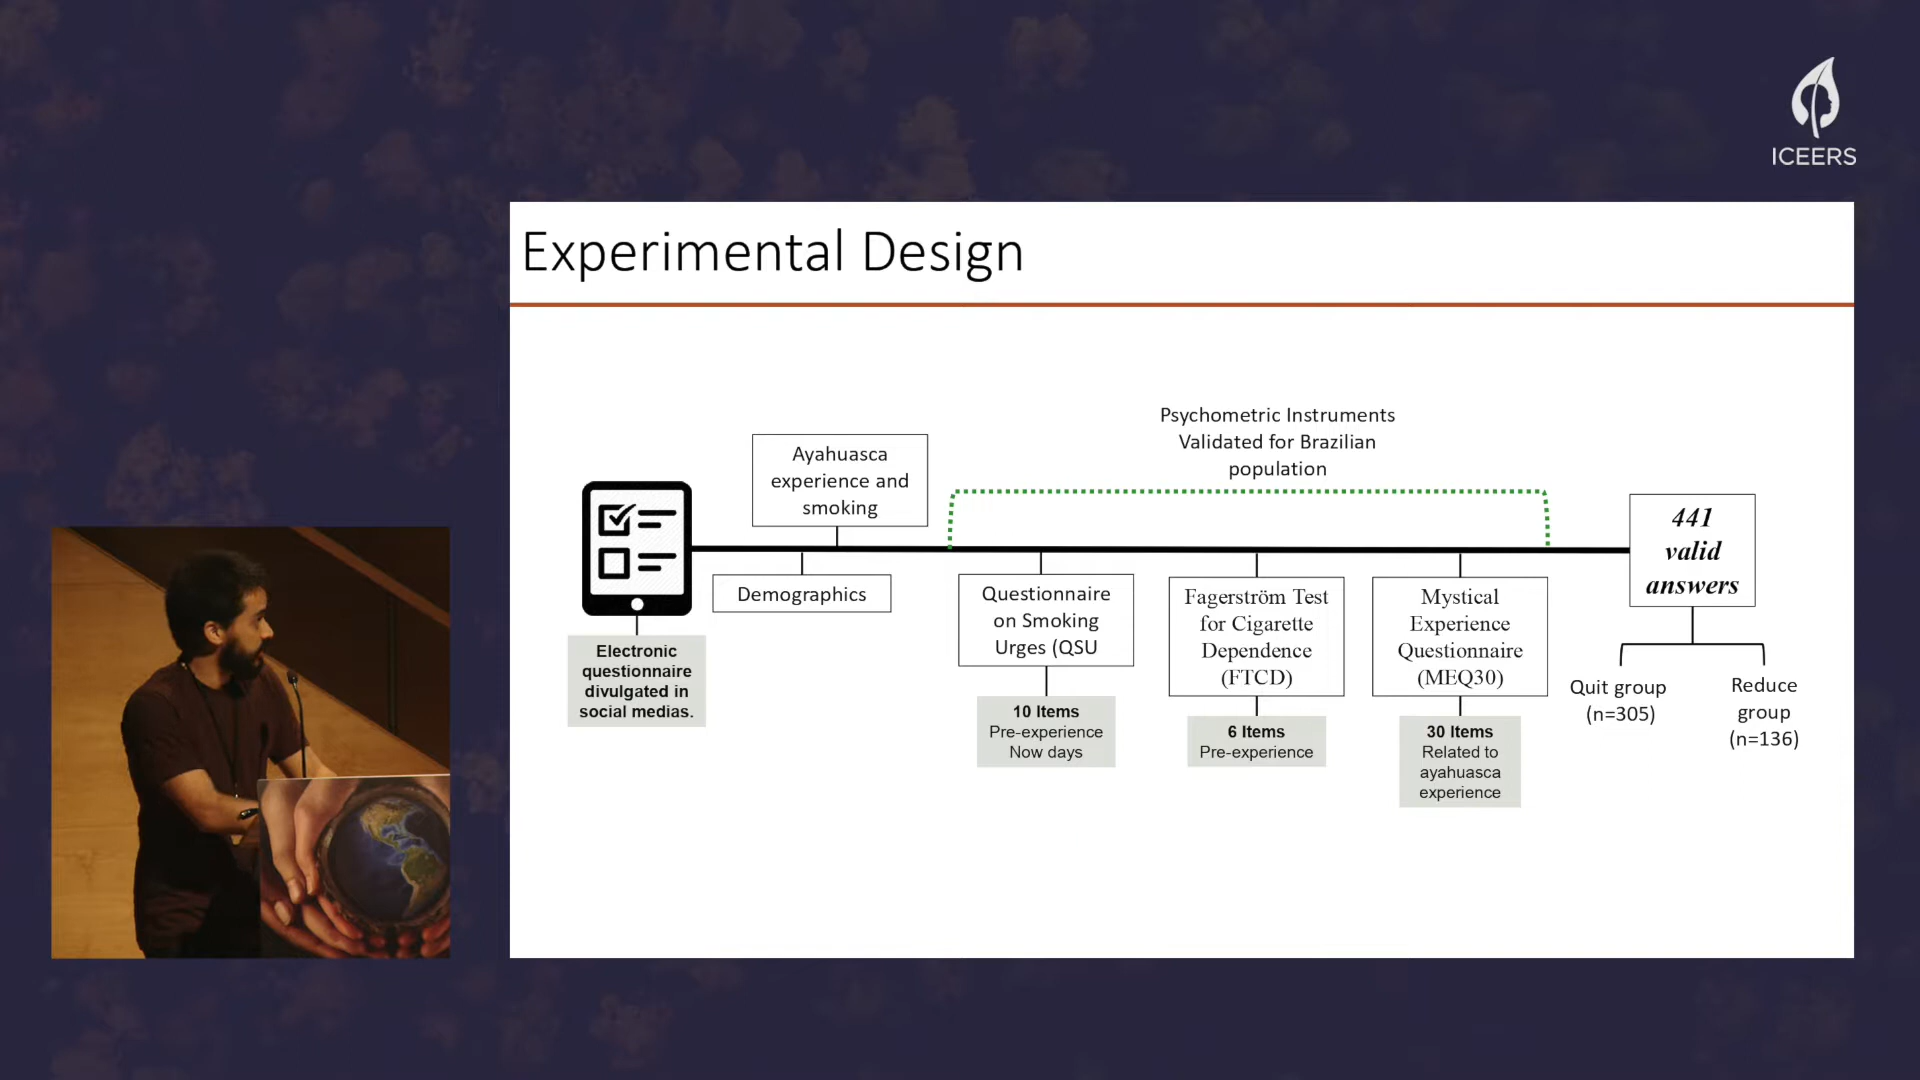 ICEERS
Experimental Design
Psychometric Instruments
Validated for Brazilian
population
Ayahuasca
experience and
smoking
Demographics
Electronic
questionnaire
divulgated in
social medias.
Questionnaire
on Smoking
Urges (QSU
10 Items
Pre-experience
Now days
Fagerström Test
for Cigarette
Dependence
(FTCD)
6 Items
Pre-experience
Mystical
Experience
Questionnaire
(MEQ30)
30 Items
Related to
ayahuasca
experience
441
valid
answers
Quit group
(n=305)
Reduce
group
(n=136)